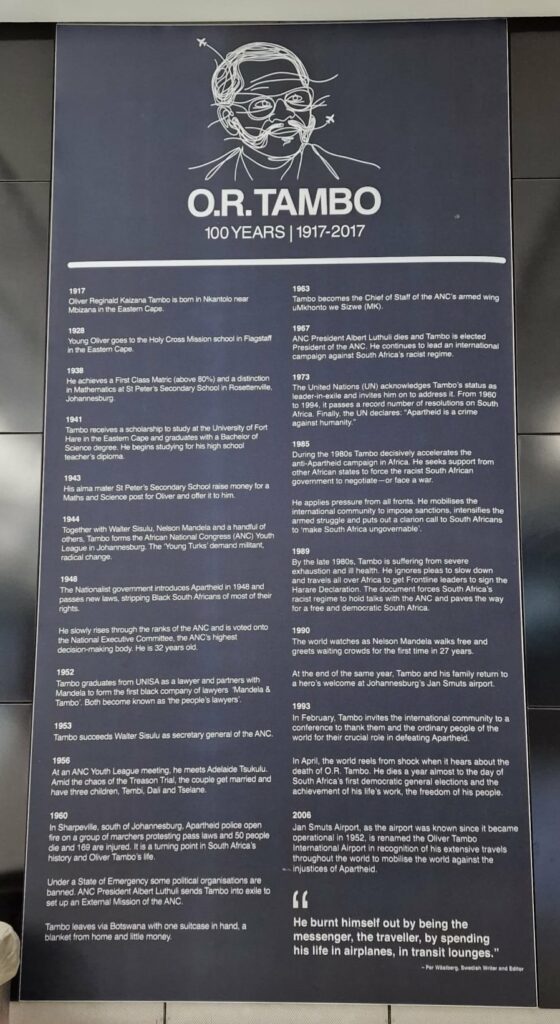 O.R. TAMBO
100 YEARS | 1917-2017
1917
Oliver Reginald Kaizana Tambo is born in Nkantolo near
Mbizana in the Eastern Cape.
1928
Young Oliver goes to the Holy Cross Mission school in Flagstaff
in the Eastern Cape.
1938
He achieves a First Class Matric (above 80%) and a distinction
in Mathematics at St Peter's Secondary School in Rosettenville,
Johannesburg.
1941
Tambo receives a scholarship to study at the University of Fort
Hare in the Eastern Cape and graduates with a Bachelor of
Science degree. He begins studying for his high school
teacher's diploma.
1943
His alma mater St Peter's Secondary School raise money for a
Maths and Science post for Oliver and offer it to him.
1944
Together with Walter Sisulu, Nelson Mandela and a handful of
others, Tambo forms the African National Congress (ANC) Youth
League in Johannesburg. The 'Young Turks' demand militant,
radical change.
1948
The Nationalist government introduces Apartheid in 1948 and
passes new laws, stripping Black South Africans of most of their
rights.
He slowly rises through the ranks of the ANC and is voted onto
the National Executive Committee, the ANC's highest
decision-making body. He is 32 years old.
1952
Tambo graduates from UNISA as a lawyer and partners with
Mandela to form the first black company of lawyers 'Mandela &
Tambo'. Both become known as 'the people's lawyers'.
1953
Tambo succeeds Walter Sisulu as secretary general of the ANC.
1956
At an ANC Youth League meeting, he meets Adelaide Tsukulu.
Amid the chaos of the Treason Trial, the couple get married and
have three children, Tembi, Dali and Tselane.
1960
In Sharpeville, south of Johannesburg, Apartheid police open
fire on a group of marchers protesting pass laws and 50 people
die and 169 are injured. It is a turning point in South Africa's
history and Oliver Tambo's life.
Under a State of Emergency some political organisations are
banned. ANC President Albert Luthuli sends Tambo into exile to
set up an External Mission of the ANC.
Tambo leaves via Botswana with one suitcase in hand, a
blanket from home and little money.
1963
Tambo becomes the Chief of Staff of the ANC's armed wing
uMkhonto we Sizwe (MK).
1967
ANC President Albert Luthuli dies and Tambo is elected
President of the ANC. He continues to lead an international
campaign against South Africa's racist regime.
1973
The United Nations (UN) acknowledges Tambo's status as
leader-in-exile and invites him on to address it. From 1960
to 1994, it passes a record number of resolutions on South
Africa. Finally, the UN declares: "Apartheid is a crime
against humanity."
1985
During the 1980s Tambo decisively accelerates the
anti-Apartheid campaign in Africa. He seeks support from
other African states to force the racist South African
government to negotiate—or face a war.
He applies pressure from all fronts. He mobilises the
international community to impose sanctions, intensifies the
armed struggle and puts out a clarion call to South Africans
to 'make South Africa ungovernable'.
1989
By the late 1980s, Tambo is suffering from severe
exhaustion and ill health. He ignores pleas to slow down
and travels all over Africa to get Frontline leaders to sign the
Harare Declaration. The document forces South Africa's
racist regime to hold talks with the ANC and paves the way
for a free and democratic South Africa.
1990
The world watches as Nelson Mandela walks free and
greets waiting crowds for the first time in 27 years.
At the end of the same year, Tambo and his family return to
a hero's welcome at Johannesburg's Jan Smuts airport.
1993
In February, Tambo invites the international community to a
conference to thank them and the ordinary people of the
world for their crucial role in defeating Apartheid.
In April, the world reels from shock when it hears about the
death of O.R. Tambo. He dies a year almost to the day of
South Africa's first democratic general elections and the
achievement of his life's work, the freedom of his people.
2006
Jan Smuts Airport, as the airport was known since it became
operational in 1952, is renamed the Oliver Tambo
International Airport in recognition of his extensive travels
throughout the world to mobilise the world against the
injustices of Apartheid.
“
He burnt himself out by being the
messenger, the traveller, by spending
his life in airplanes, in transit lounges."
– Per Wästberg, Swedish Writer and Editor